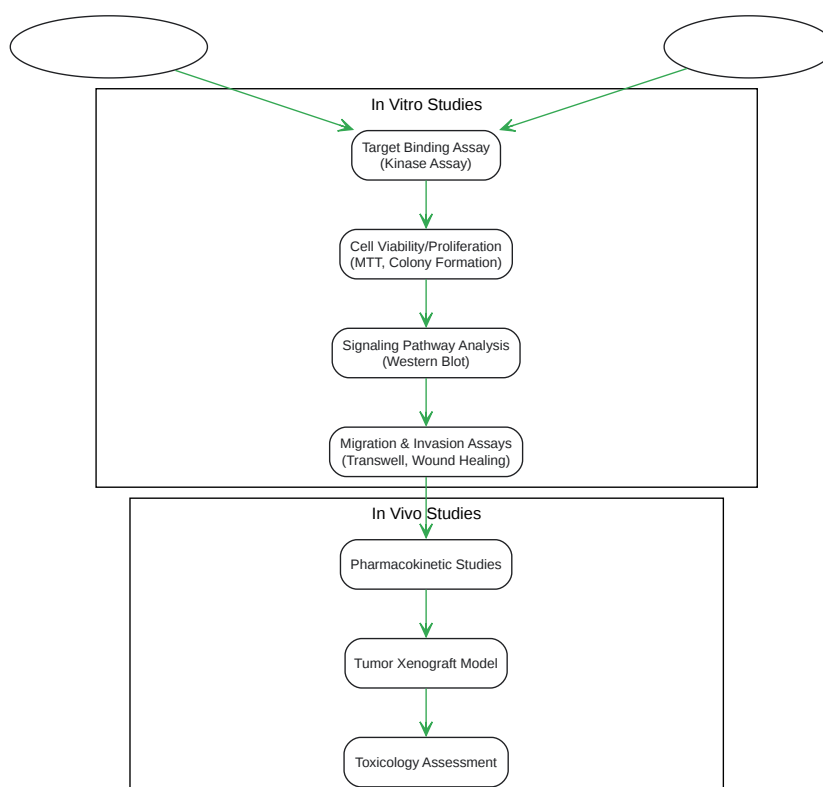 In Vitro Studies
Target Binding Assay
(Kinase Assay)
Cell Viability/Proliferation
(MTT, Colony Formation)
Signaling Pathway Analysis
(Western Blot)
Migration & Invasion Assays
(Transwell, Wound Healing)
In Vivo Studies
Pharmacokinetic Studies
Tumor Xenograft Model
Toxicology Assessment